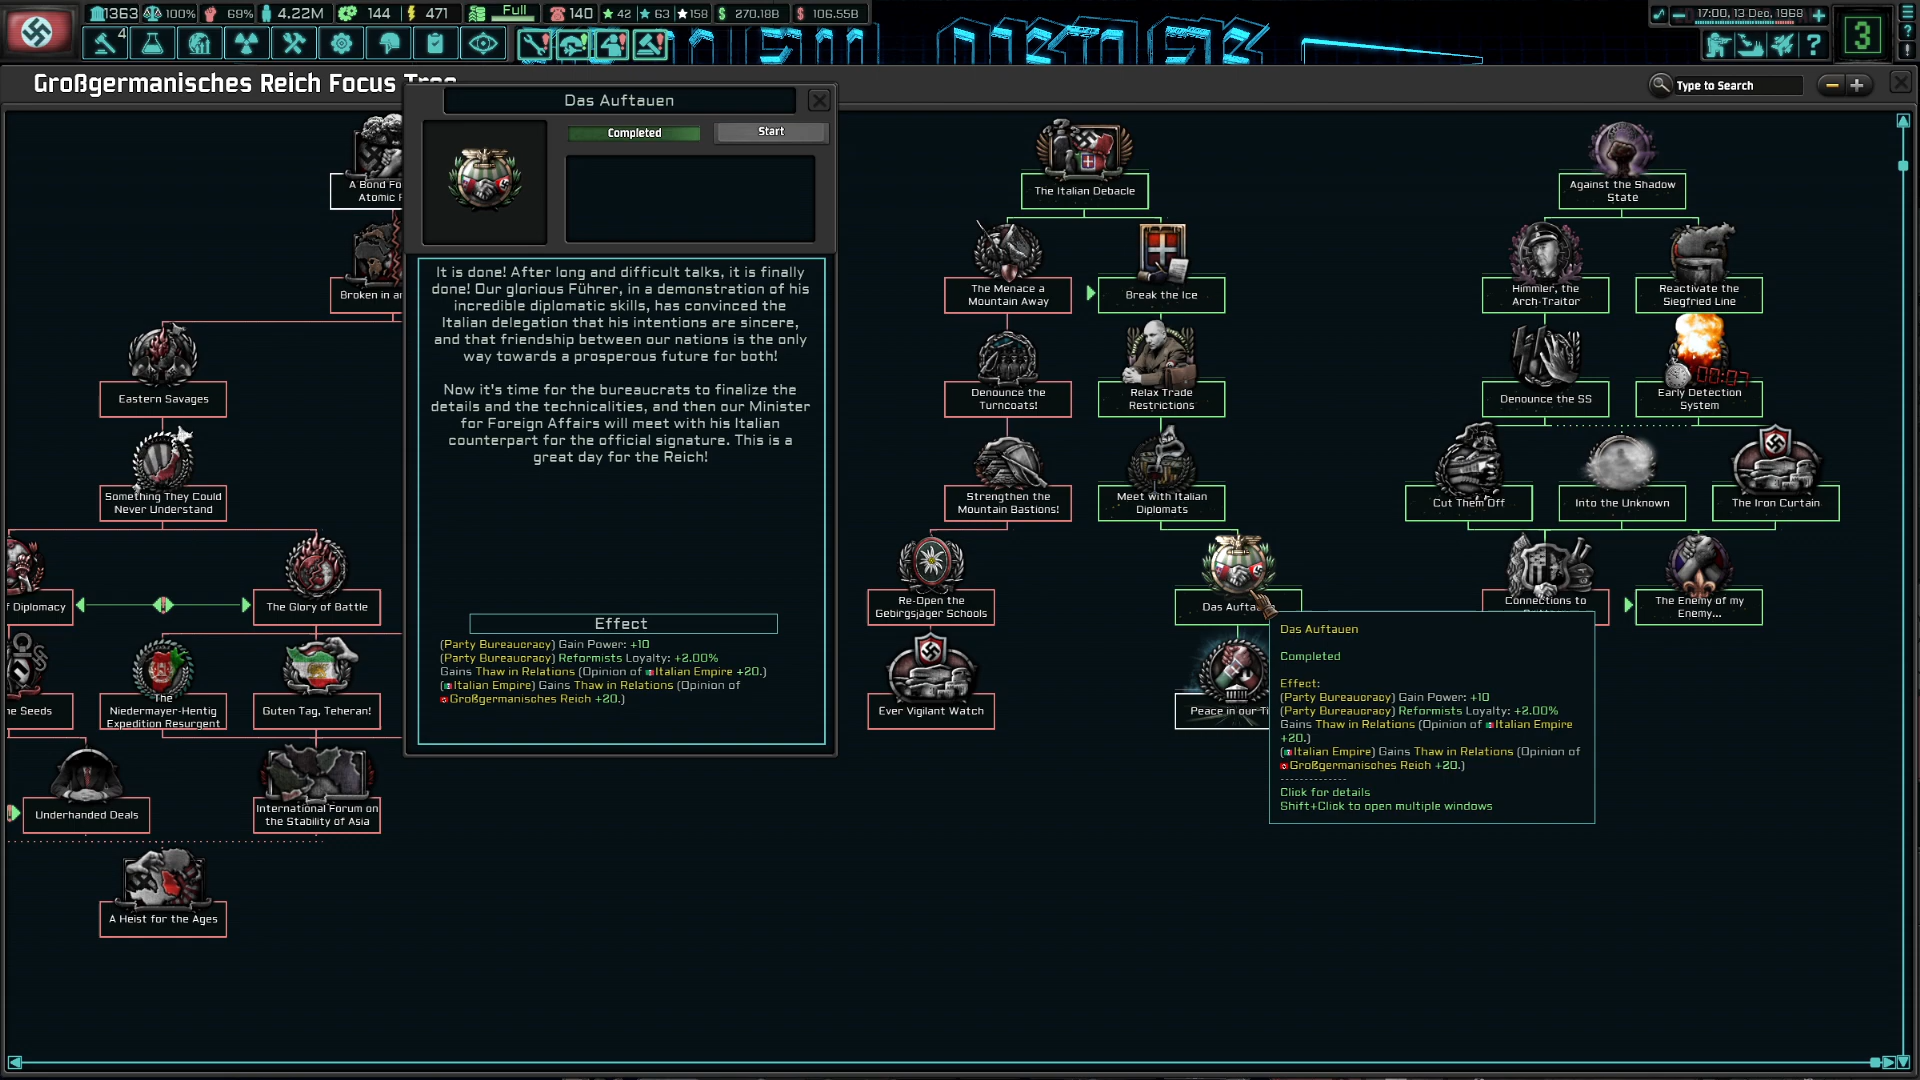 1363
100%
69%
4.22M
144
471
Full
140
42
63
158
$ 270.18B
$ 106.55B
17:00, 13 Dec, 1968
4
3
Großgermanisches Reich Focus Tree
Type to Search
Das Auftauen
Completed
Start
It is done! After long and difficult talks, it is finally
done! Our glorious Führer, in a demonstration of his
incredible diplomatic skills, has convinced the
Italian delegation that his intentions are sincere,
and that friendship between our nations is the only
way towards a prosperous future for both!
Now it's time for the bureaucrats to finalize the
details and the technicalities, and then our Minister
for Foreign Affairs will meet with his Italian
counterpart for the official signature. This is a
great day for the Reich!
Effect
(Party Bureaucracy) Gain Power: +10
(Party Bureaucracy) Reformists Loyalty: +2.00%
Gains Thaw in Relations (Opinion of Italian Empire +20.)
(Italian Empire) Gains Thaw in Relations (Opinion of
Großgermanisches Reich +20.)
A Bond Fo
Atomic F
Broken in an
Eastern Savages
Something They Could
Never Understand
f Diplomacy
The Glory of Battle
he Seeds
The
Niedermayer-Hentig
Expedition Resurgent
Guten Tag, Teheran!
Underhanded Deals
International Forum on
the Stability of Asia
A Heist for the Ages
The Italian Debacle
The Menace a
Mountain Away
Break the Ice
Denounce the
Turncoats!
Relax Trade
Restrictions
Strengthen the
Mountain Bastions!
Meet with Italian
Diplomats
Re-Open the
Gebirgsjäger Schools
Das Aufta
Ever Vigilant Watch
Peace in our Ti
Against the Shadow
State
Himmler, the
Arch-Traitor
Reactivate the
Siegfried Line
00:07
Denounce the SS
Early Detection
System
Cut Them Off
Into the Unknown
The Iron Curtain
Connections to
The Enemy of my
Enemy...
Das Auftauen
Completed
Effect:
(Party Bureaucracy) Gain Power: +10
(Party Bureaucracy) Reformists Loyalty: +2.00%
Gains Thaw in Relations (Opinion of Italian Empire
+20.)
(Italian Empire) Gains Thaw in Relations (Opinion of
Großgermanisches Reich +20.)
--------------
Click for details
Shift+Click to open multiple windows